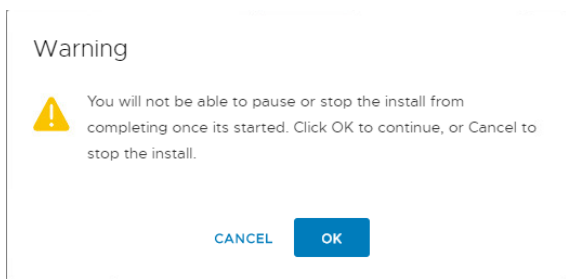 Warning
You will not be able to pause or stop the install from
completing once its started. Click OK to continue, or Cancel to
stop the install.
CANCEL OK